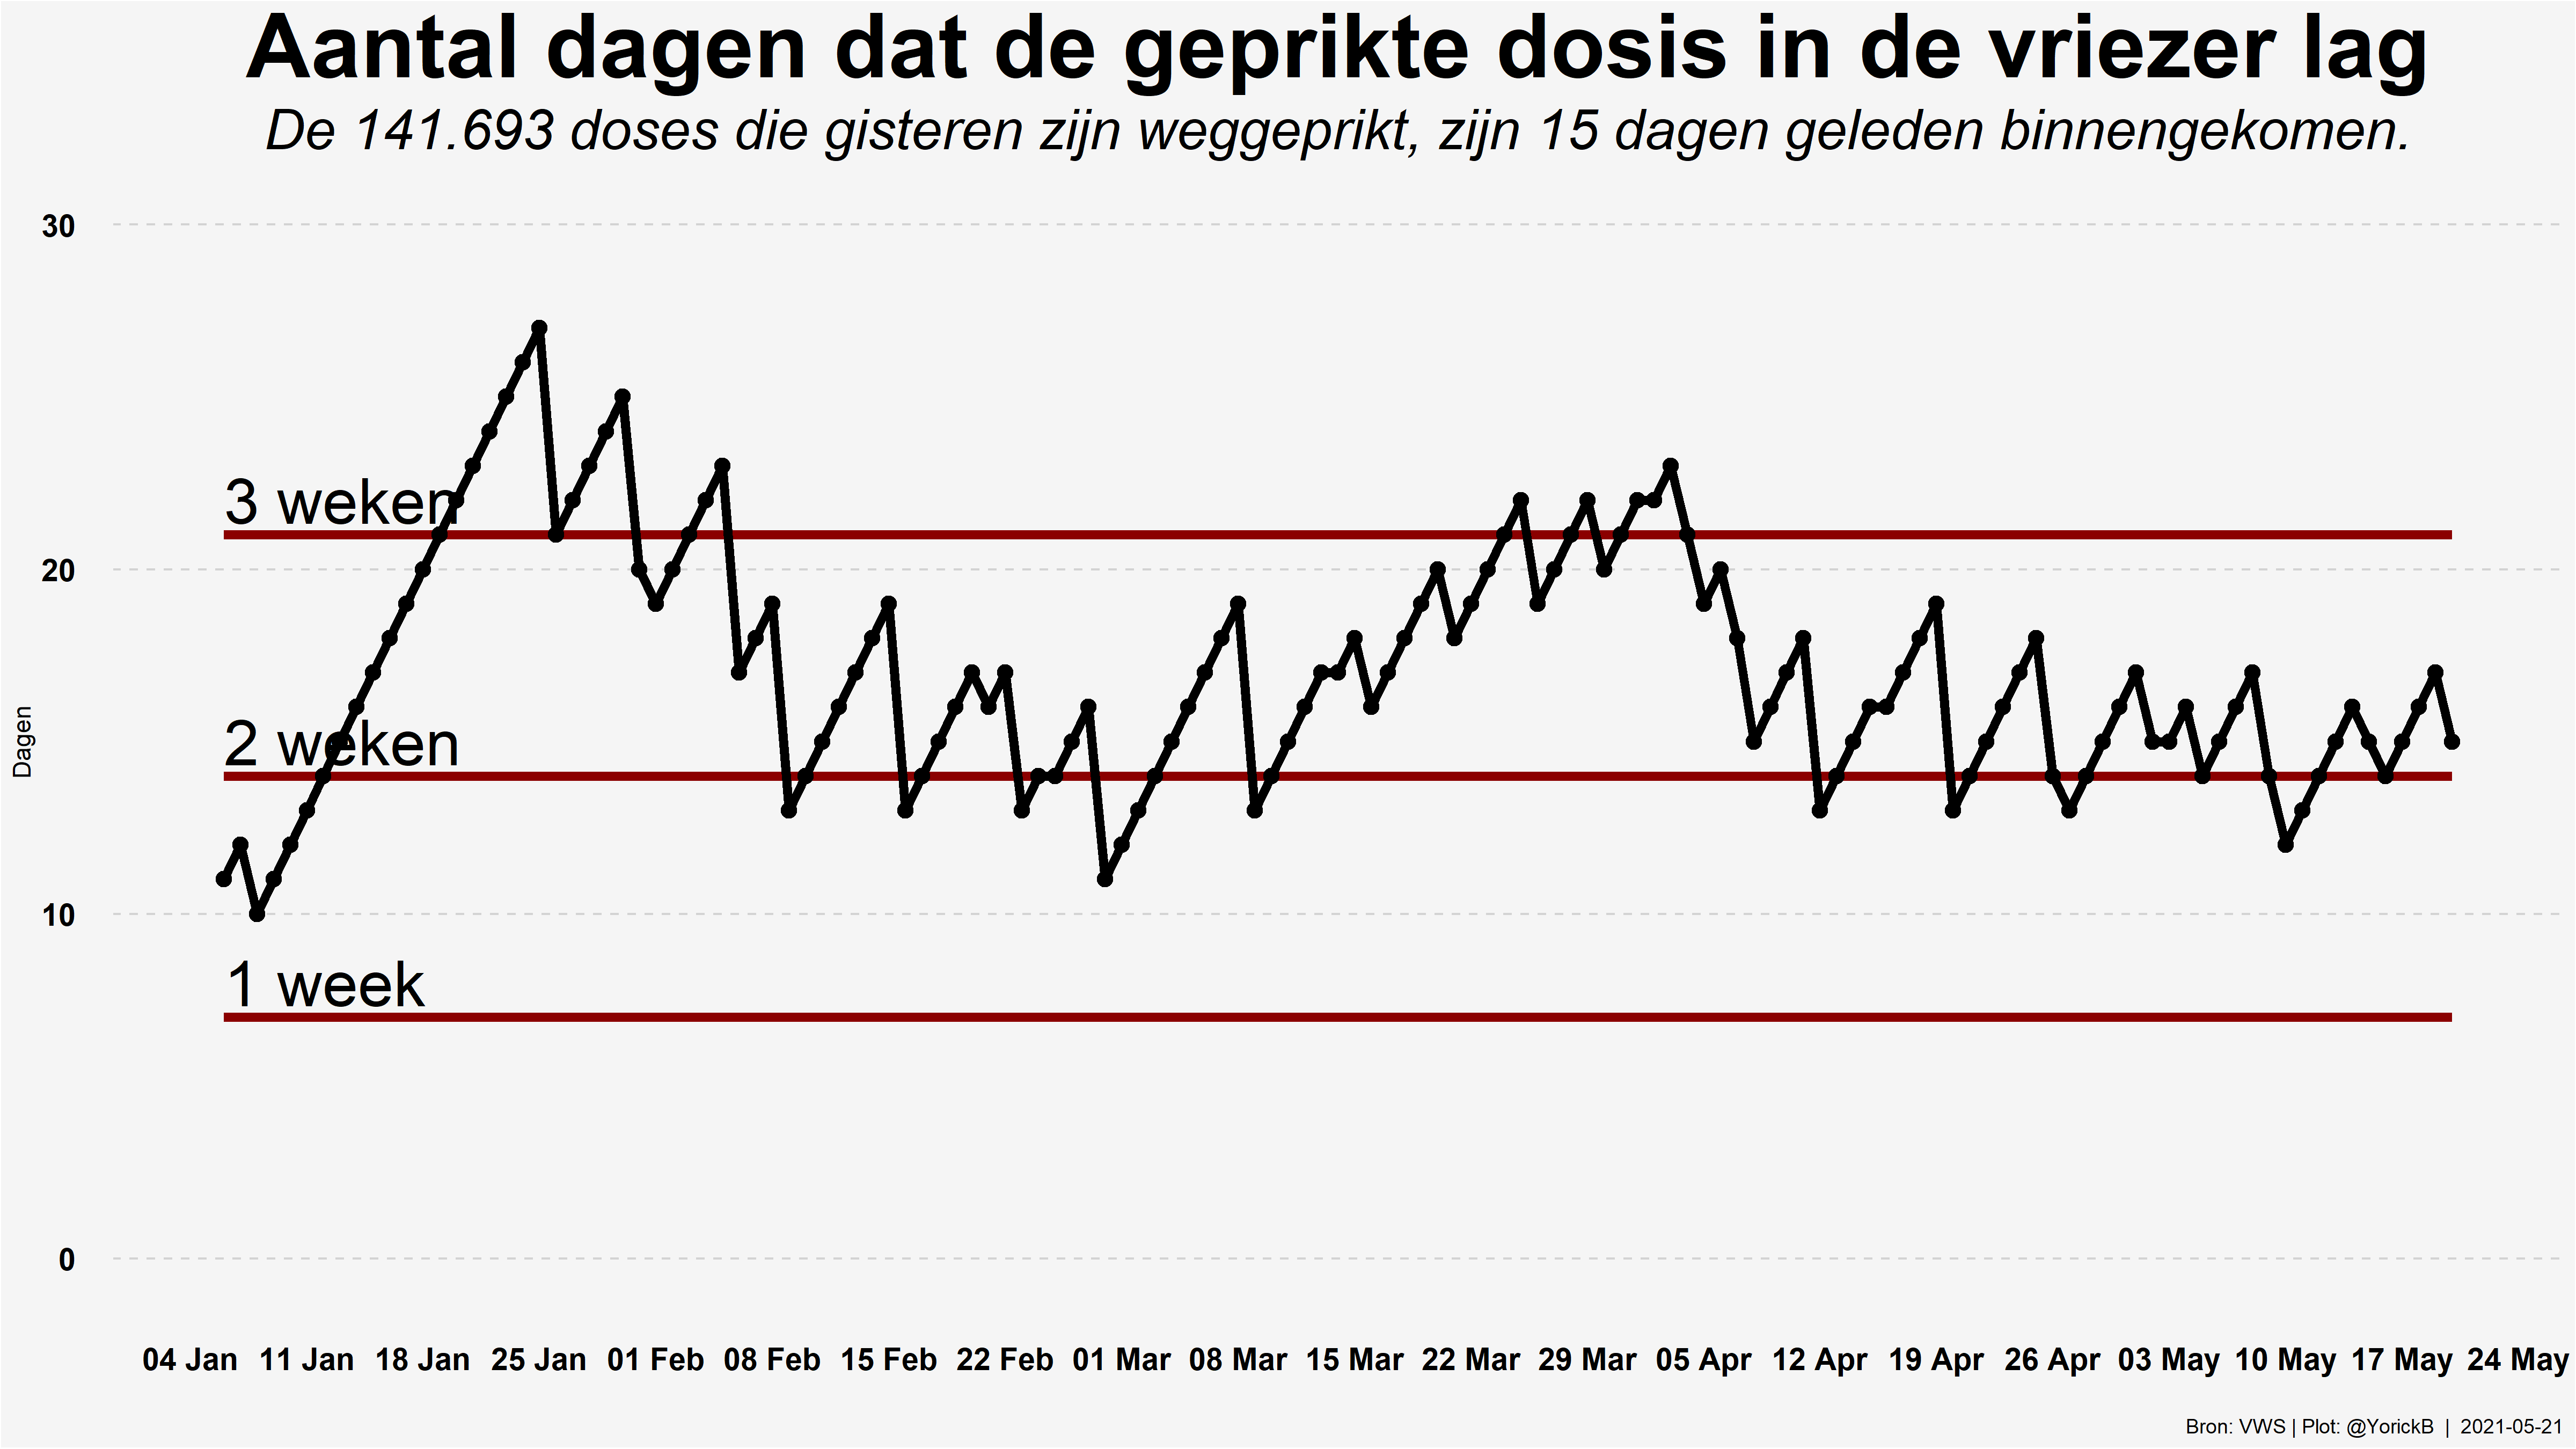 Aantal dagen dat de geprikte dosis in de vriezer lag
De 141.693 doses die gisteren zijn weggeprikt, zijn 15 dagen geleden binnengekomen.
30
3 weken
20
2 weken
Dagen
10
1 week
0
04 Jan 11 Jan 18 Jan 25 Jan 01 Feb 08 Feb 15 Feb 22 Feb 01 Mar 08 Mar 15 Mar 22 Mar 29 Mar 05 Apr 12 Apr 19 Apr 26 Apr 03 May 10 May 17 May 24 May
Bron: VWS | Plot: @YorickB | 2021-05-21